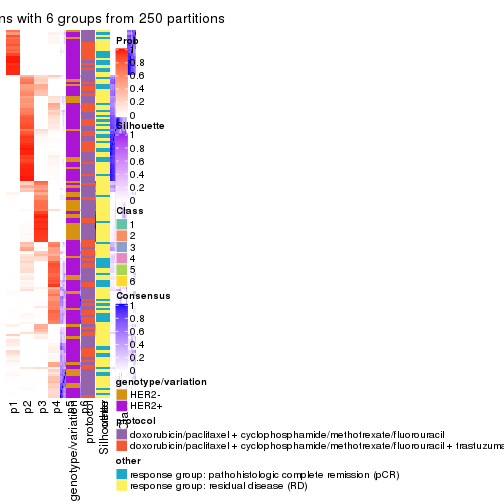 ns with 6 groups from 250 partitions
Prob
1
0.8
0.6
0.4
0.2
0
Silhouette
1
0.8
0.6
0.4
0.2
0
Class
1
2
3
4
5
6
Consensus
1
0.8
0.6
0.4
0.2
0
genotype/variation
HER2-
HER2+
protocol
doxorubicin/paclitaxel + cyclophosphamide/methotrexate/fluorouracil
doxorubicin/paclitaxel + cyclophosphamide/methotrexate/fluorouracil + trastuzuma
other
response group: pathohistologic complete remission (pCR)
response group: residual disease (RD)
p1
p2
p3
p4
genotype/variation
protocol
Silhouette